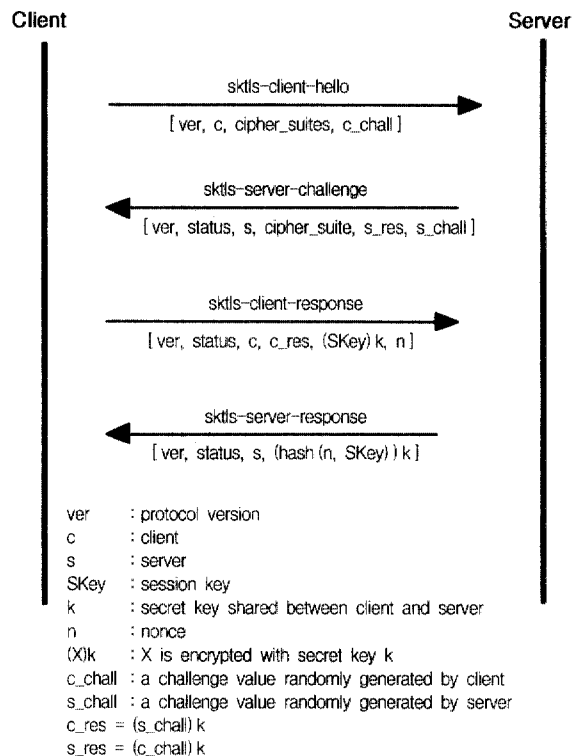 Client Server
sktls-client-hello
[ ver, c, cipher_suites, c_chall ]
sktls-server-challenge
[ ver, status, s, cipher_suite, s_res, s_chall ]
sktls-client-response
[ ver, status, c, c_res, (SKey) k, n ]
sktls-server-response
[ ver, status, s, (hash (n, SKey) ) k ]
ver : protocol version
c : client
s : server
SKey : session key
k : secret key shared between client and server
n : nonce
(X)k : X is encrypted with secret key k
c_chall : a challenge value randomly generated by client
s_chall : a challenge value randomly generated by server
c_res = (s_chall) k
s_res = (c_chall) k